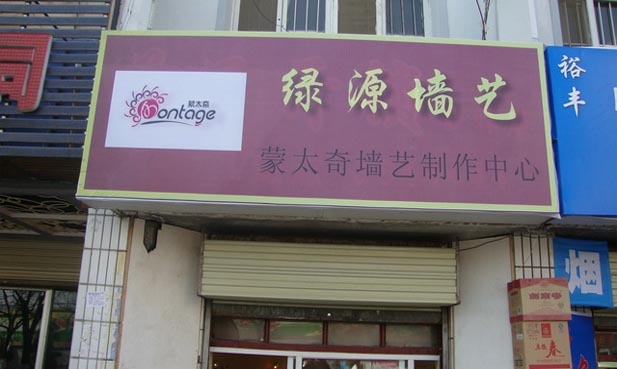 绿源墙艺
蒙太奇
montage
蒙太奇墙艺制作中心
裕丰
烟
春